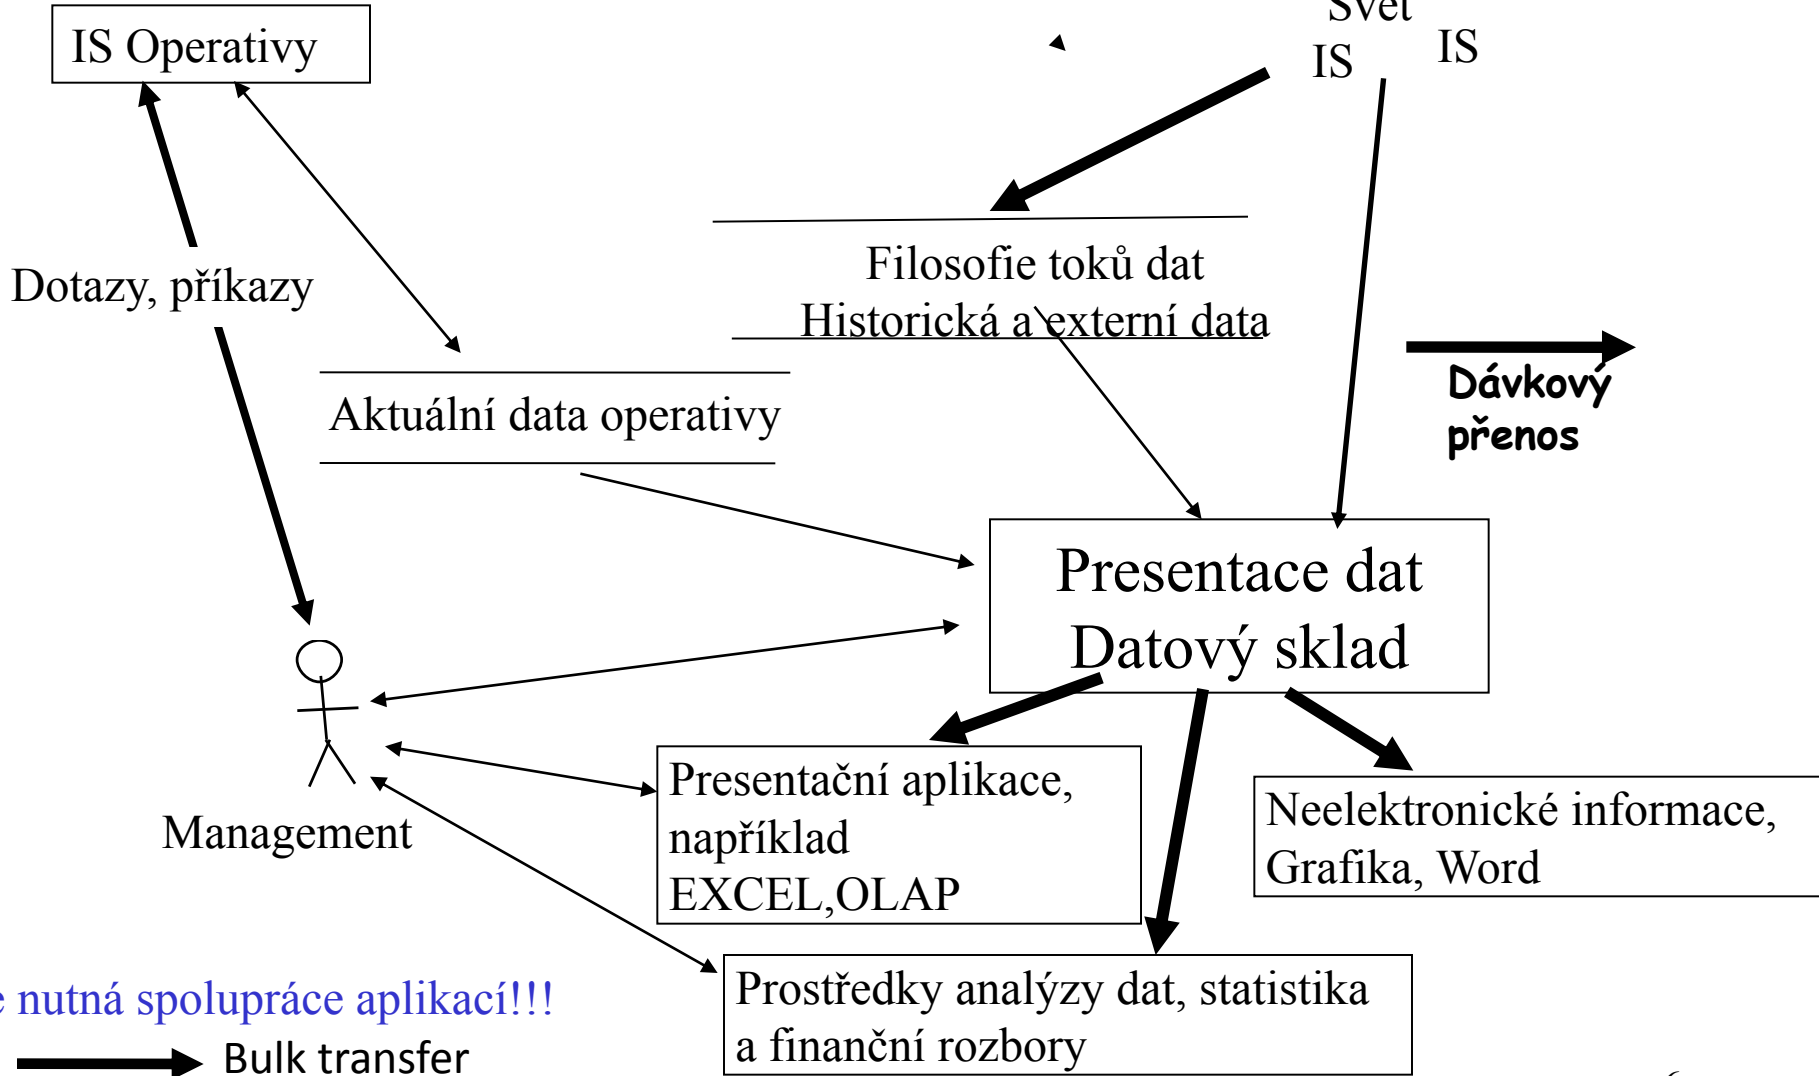 IS Operativy
Svět
IS
IS
Dotazy, příkazy
Filosofie toků dat
Historická a externí data
Dávkový
přenos
Aktuální data operativy
Presentace dat
Datový sklad
Management
Presentační aplikace,
například
EXCEL,OLAP
Neelektronické informace,
Grafika, Word
Prostředky analýzy dat, statistika
a finanční rozbory
nutná spolupráce aplikací!!!
Bulk transfer